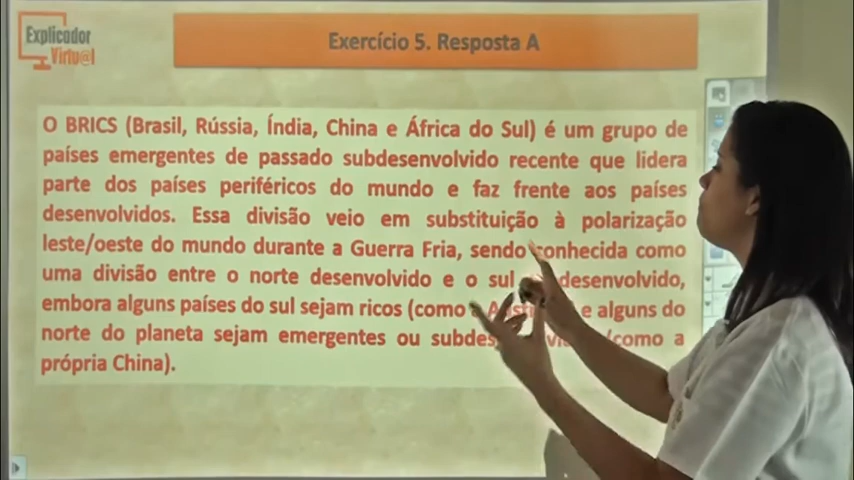 Explicador
Virtu@l
Exercício 5. Resposta A
O BRICS (Brasil, Rússia, Índia, China e África do Sul) é um grupo de
países emergentes de passado subdesenvolvido recente que lidera
parte dos países periféricos do mundo e faz frente aos países
desenvolvidos. Essa divisão veio em substituição à polarização
leste/oeste do mundo durante a Guerra Fria, sendo conhecida como
uma divisão entre o norte desenvolvido e o sul
embora alguns países do sul sejam ricos (como e alguns do
norte do planeta sejam emergentes ou como a
própria China).